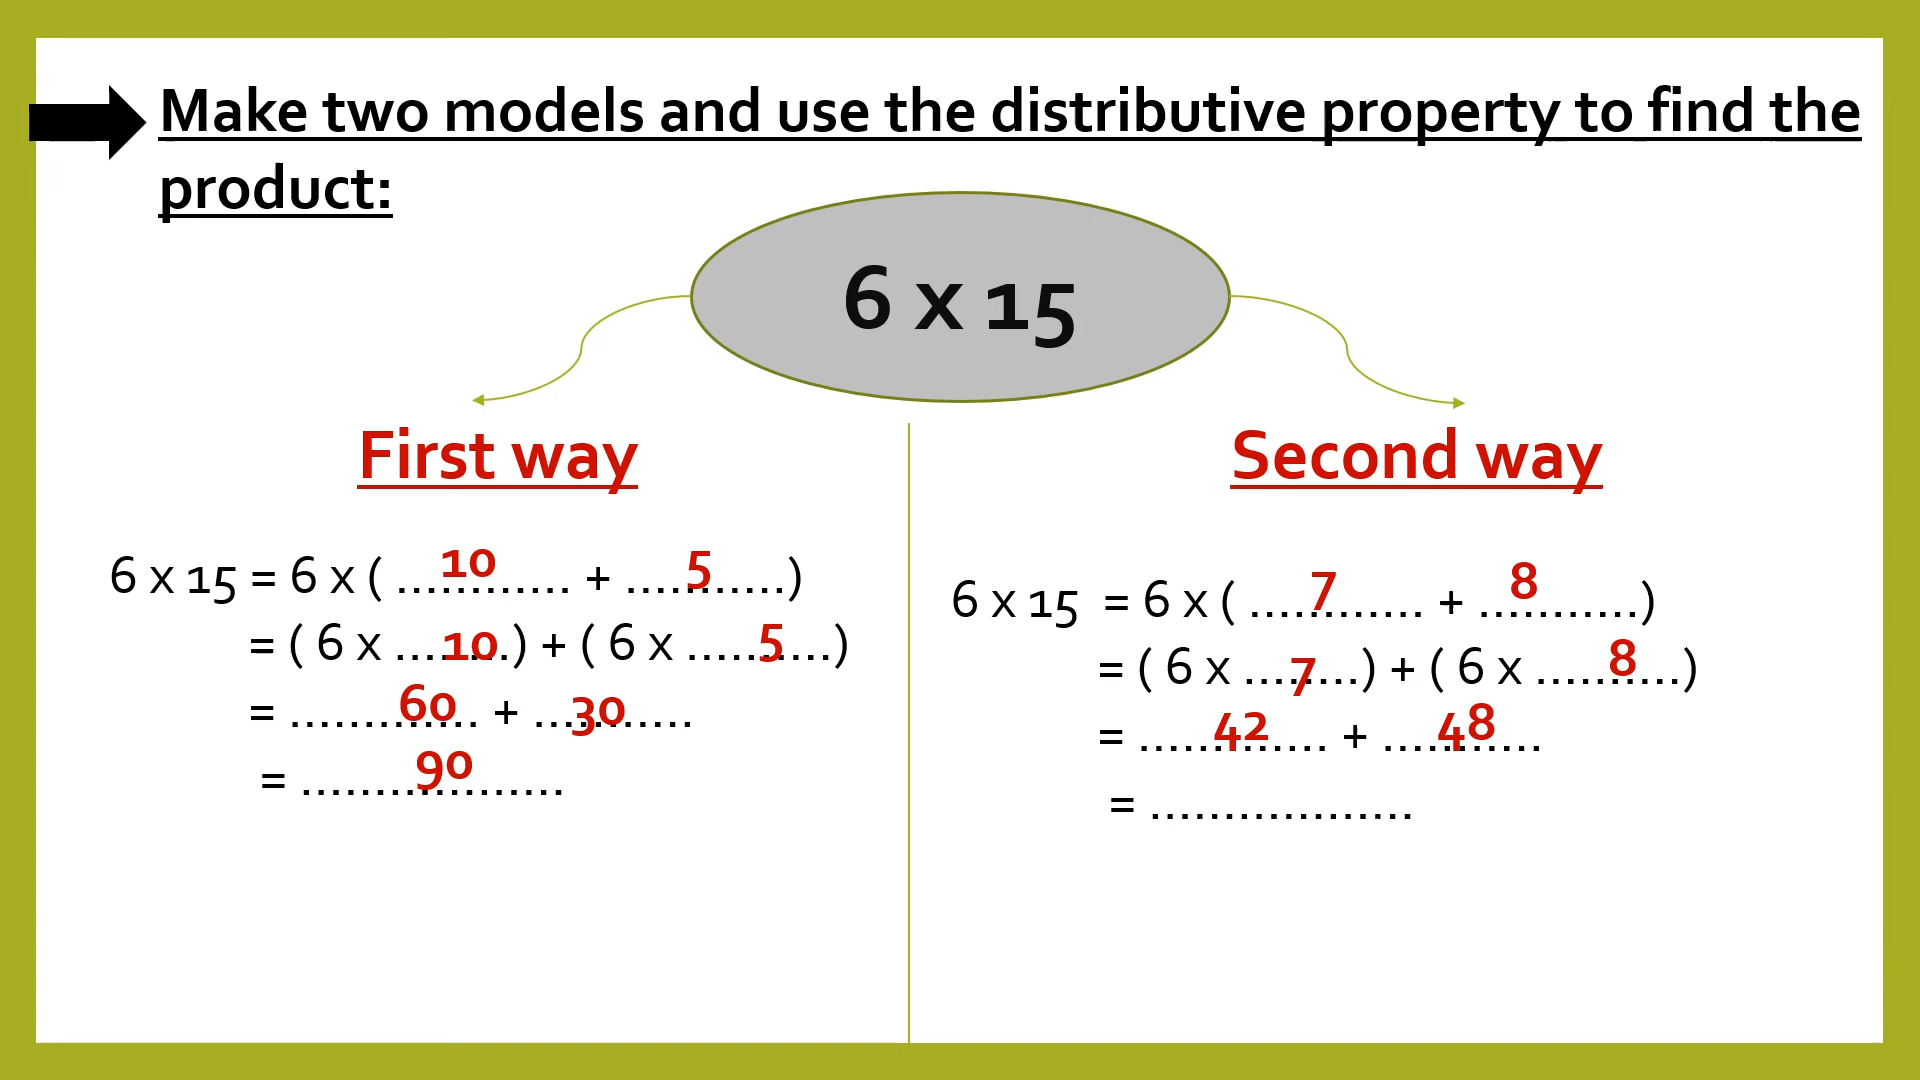 Make two models and use the distributive property to find the
product:
6 x 15
First way
6 x 15 = 6 x ( ...10... + ...5...)
= ( 6 x ...10...) + ( 6 x ...5...)
= ...60... + ...30...
= ...90...
Second way
6 x 15 = 6 x ( ...7... + ...8...)
= ( 6 x ...7...) + ( 6 x ...8...)
= ...42... + ...48...
= ..................